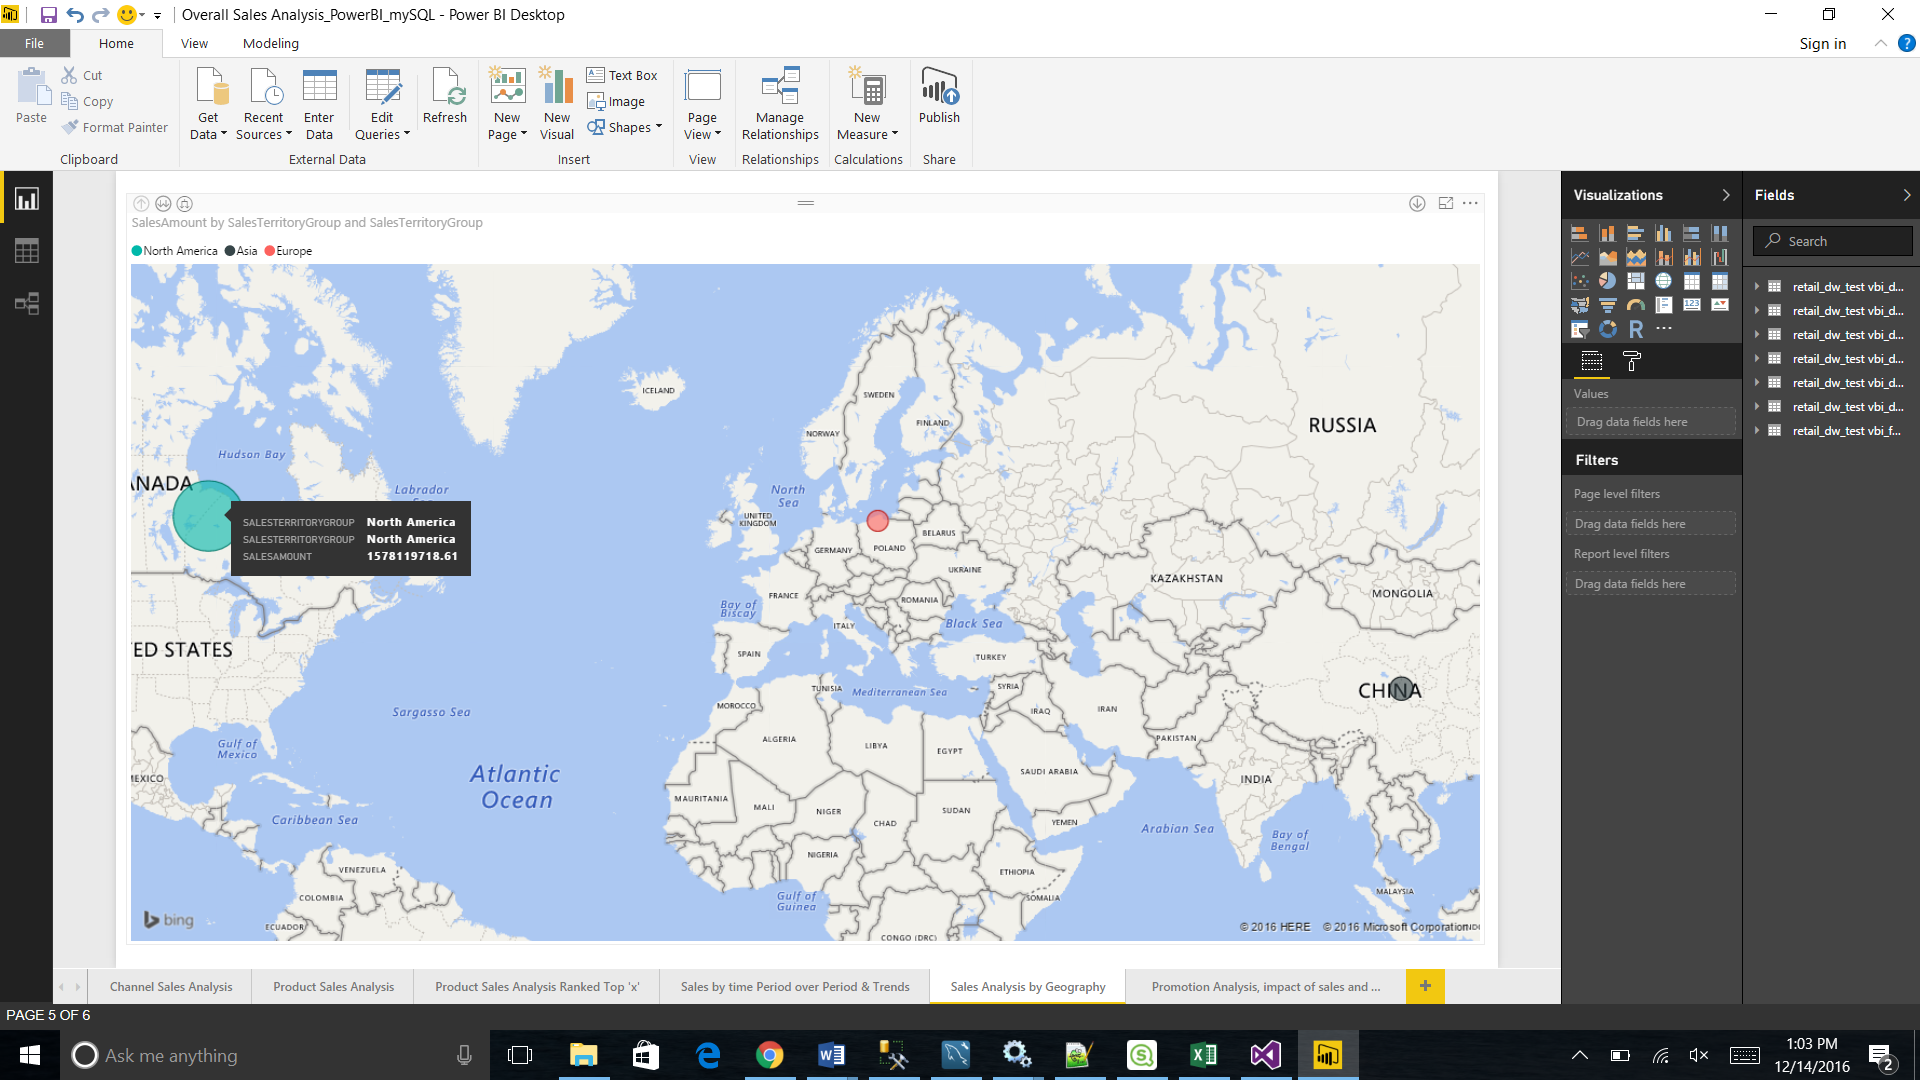 Overall Sales Analysis_PowerBI_mySQL - Power BI Desktop
File Home View Modeling Sign in
Paste Cut
Copy
Format Painter
Clipboard
Get Data
Recent Sources
Enter Data
Edit Queries
Refresh
External Data
New Page
New Visual
Text Box
Image
Shapes
Insert
Page View
View
Manage Relationships
Relationships
New Measure
Calculations
Publish
Share
SalesAmount by SalesTerritoryGroup and SalesTerritoryGroup
North America Asia Europe
ICELAND
SWEDEN
FINLAND
NORWAY
RUSSIA
Hudson Bay
ANADA
Labrador
North Sea
UNITED KINGDOM
SALESTERRITORYGROUP North America
SALESTERRITORYGROUP North America
SALESAMOUNT 1578119718.61
BELARUS
GERMANY
POLAND
UKRAINE
KAZAKHSTAN
MONGOLIA
FRANCE
ROMANIA
Bay of Biscay
ITALY
Black Sea
TED STATES
SPAIN
TURKEY
CHINA
TUNISIA
Mediterranean Sea
SYRIA
MOROCCO
IRAQ
IRAN
Sargasso Sea
PAKISTAN
Gulf of Mexico
ALGERIA
LIBYA
EGYPT
Atlantic Ocean
SAUDI ARABIA
INDIA
MEXICO
MAURITANIA
MALI
NIGER
SUDAN
CHAD
YEMEN
Caribbean Sea
Arabian Sea
Bay of Bengal
NIGERIA
VENEZUELA
ETHIOPIA
COLOMBIA
Gulf of Guinea
SOMALIA
MALAYSIA
ECUADOR
CONGO (DRC)
bing
© 2016 HERE © 2016 Microsoft Corporation
Visualizations
Values
Drag data fields here
Filters
Page level filters
Drag data fields here
Report level filters
Drag data fields here
Fields
Search
retail_dw_test vbi_d...
retail_dw_test vbi_d...
retail_dw_test vbi_d...
retail_dw_test vbi_d...
retail_dw_test vbi_d...
retail_dw_test vbi_d...
retail_dw_test vbi_f...
Channel Sales Analysis
Product Sales Analysis
Product Sales Analysis Ranked Top 'x'
Sales by time Period over Period & Trends
Sales Analysis by Geography
Promotion Analysis, impact of sales and ...
PAGE 5 OF 6
Ask me anything
1:03 PM
12/14/2016
2